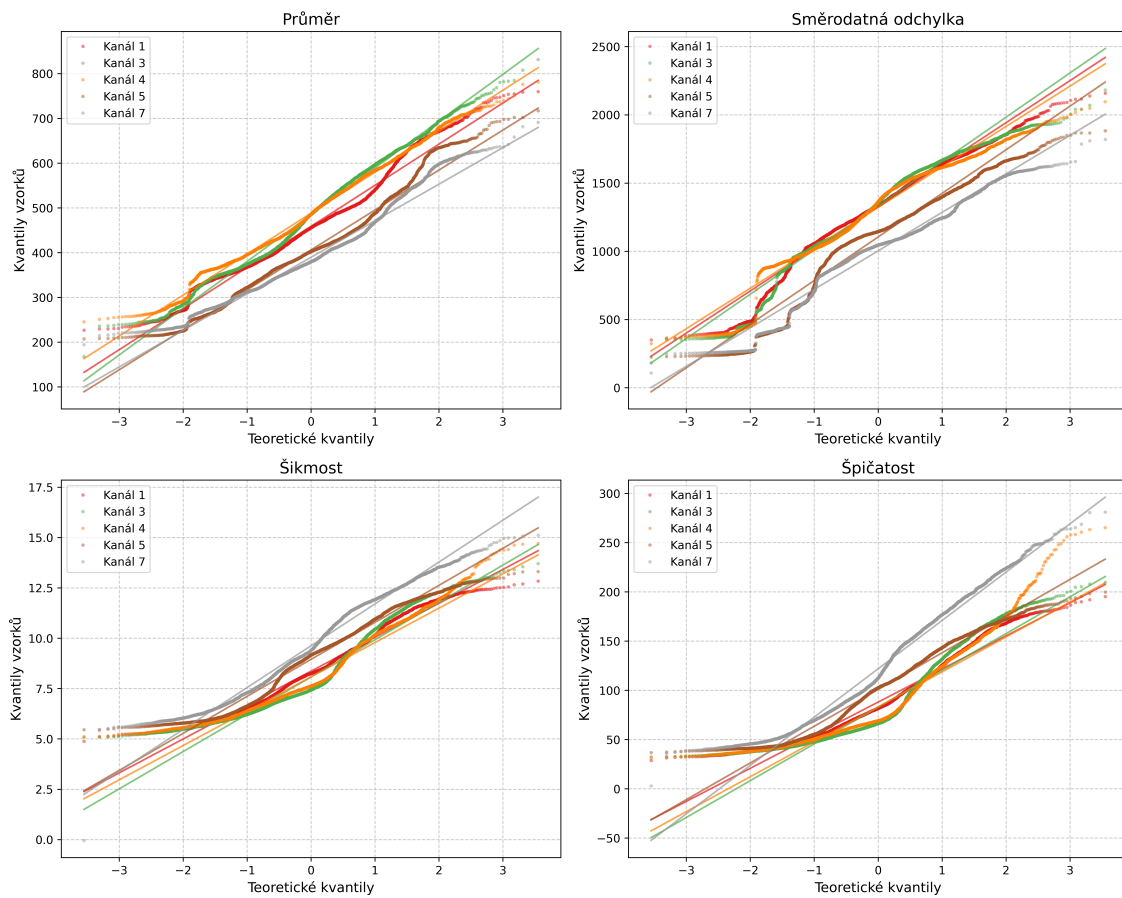 Průměr
Kvantily vzorků
800
700
600
500
400
300
200
100
Kanál 1
Kanál 3
Kanál 4
Kanál 5
Kanál 7
−3 −2 −1 0 1 2 3
Teoretické kvantily
Směrodatná odchylka
Kvantily vzorků
2500
2000
1500
1000
500
0
Kanál 1
Kanál 3
Kanál 4
Kanál 5
Kanál 7
−3 −2 −1 0 1 2 3
Teoretické kvantily
Šikmost
Kvantily vzorků
17.5
15.0
12.5
10.0
7.5
5.0
2.5
0.0
Kanál 1
Kanál 3
Kanál 4
Kanál 5
Kanál 7
−3 −2 −1 0 1 2 3
Teoretické kvantily
Špičatost
Kvantily vzorků
300
250
200
150
100
50
0
−50
Kanál 1
Kanál 3
Kanál 4
Kanál 5
Kanál 7
−3 −2 −1 0 1 2 3
Teoretické kvantily